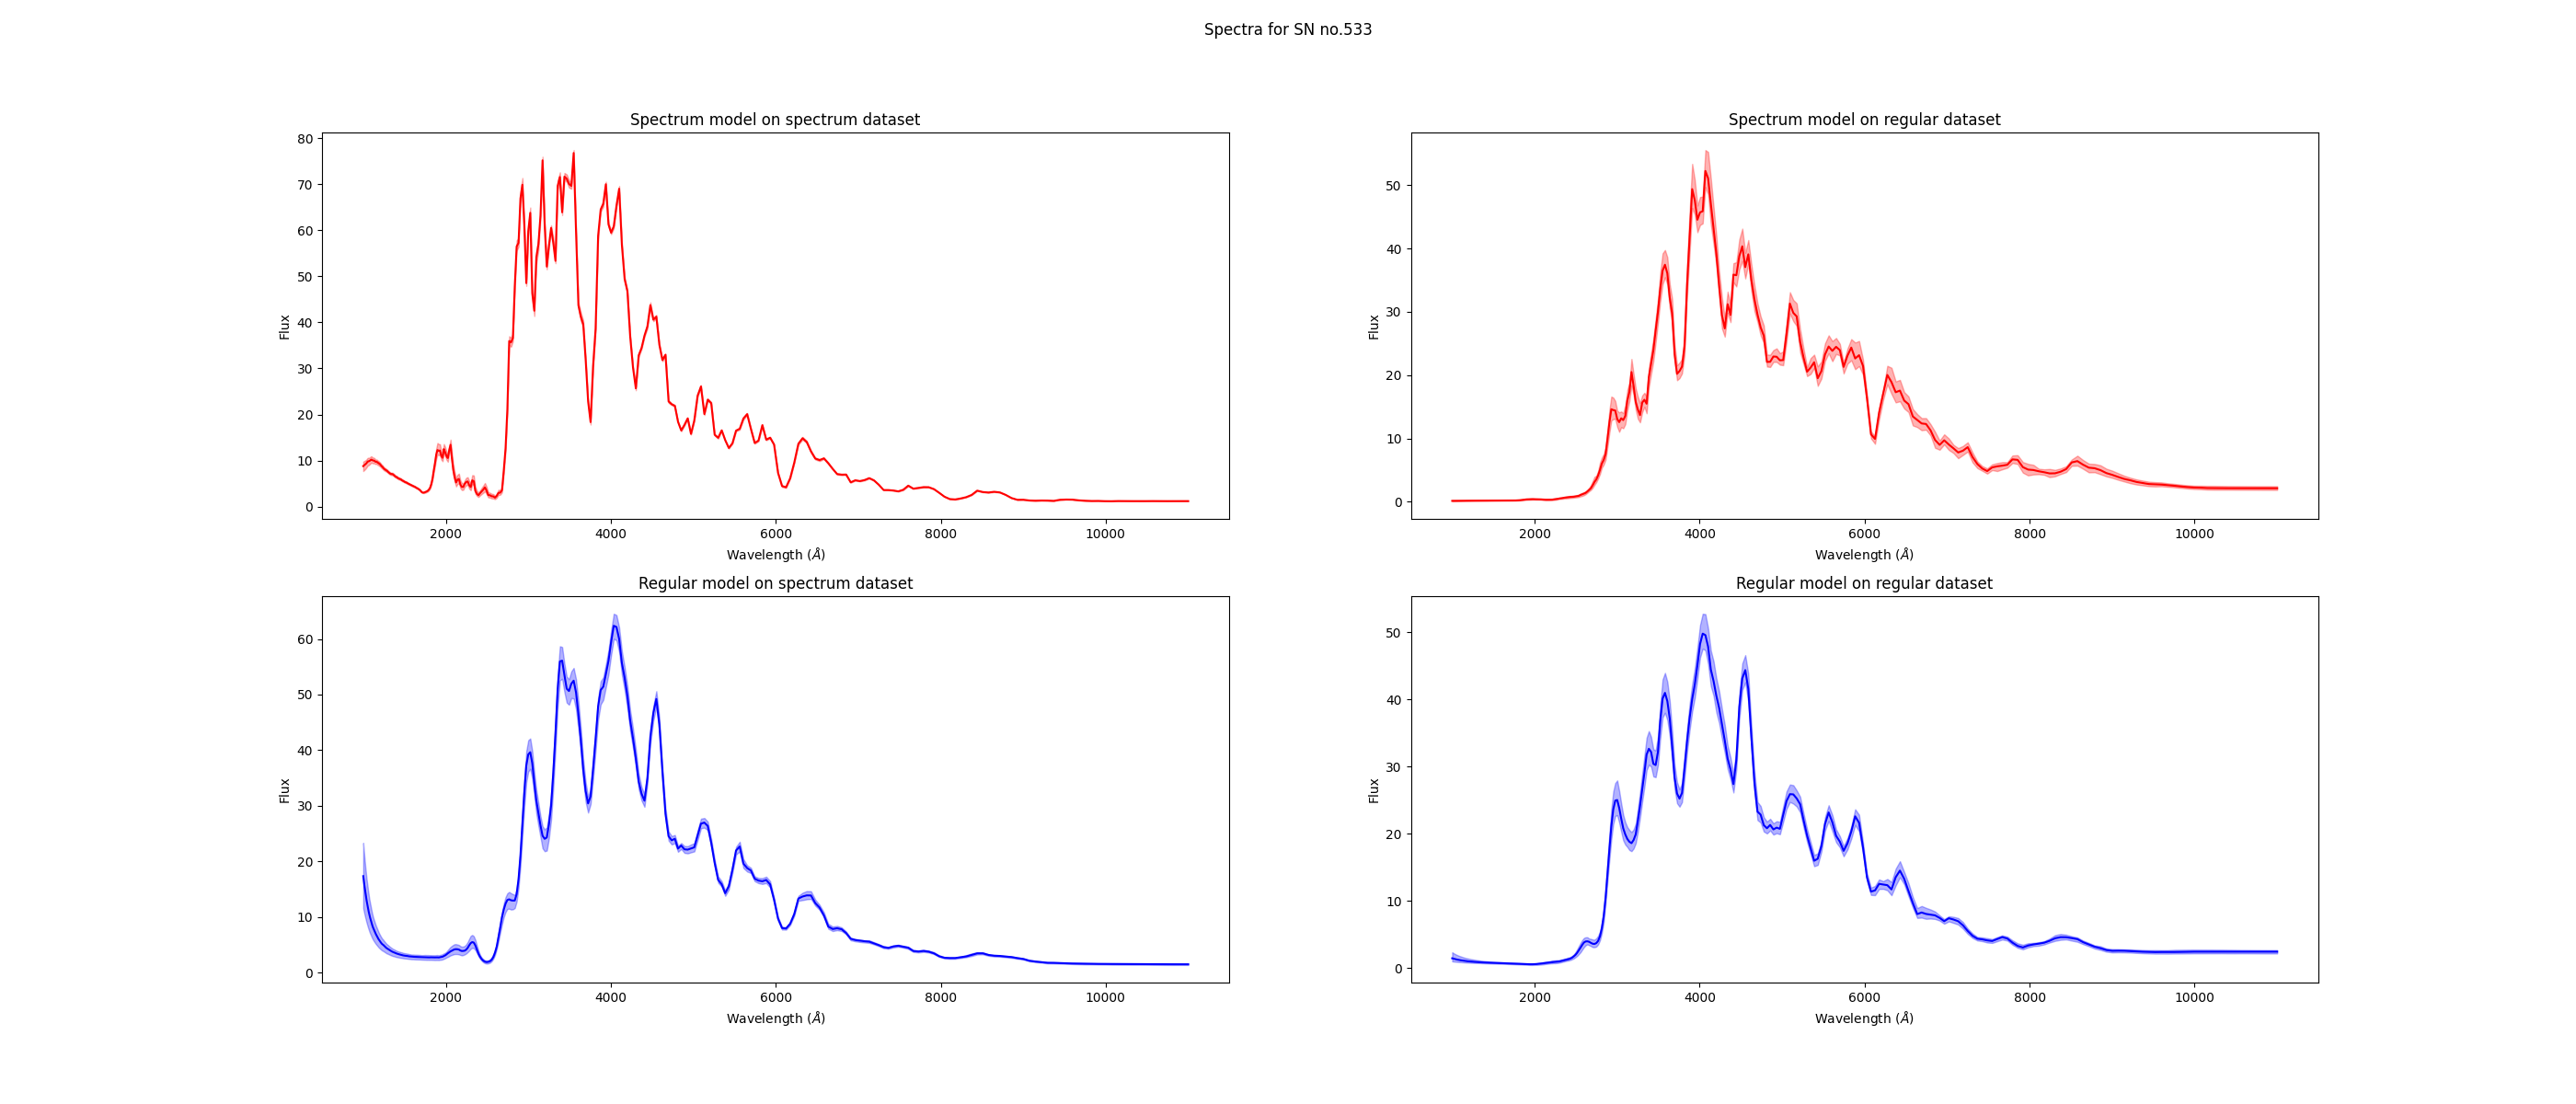 Spectra for SN no.533
Spectrum model on spectrum dataset
80
70
60
50
40
30
20
10
0
Flux
2000 4000 6000 8000 10000
Wavelength (Å)
Spectrum model on regular dataset
50
40
30
20
10
0
Flux
2000 4000 6000 8000 10000
Wavelength (Å)
Regular model on spectrum dataset
60
50
40
30
20
10
0
Flux
2000 4000 6000 8000 10000
Wavelength (Å)
Regular model on regular dataset
50
40
30
20
10
0
Flux
2000 4000 6000 8000 10000
Wavelength (Å)